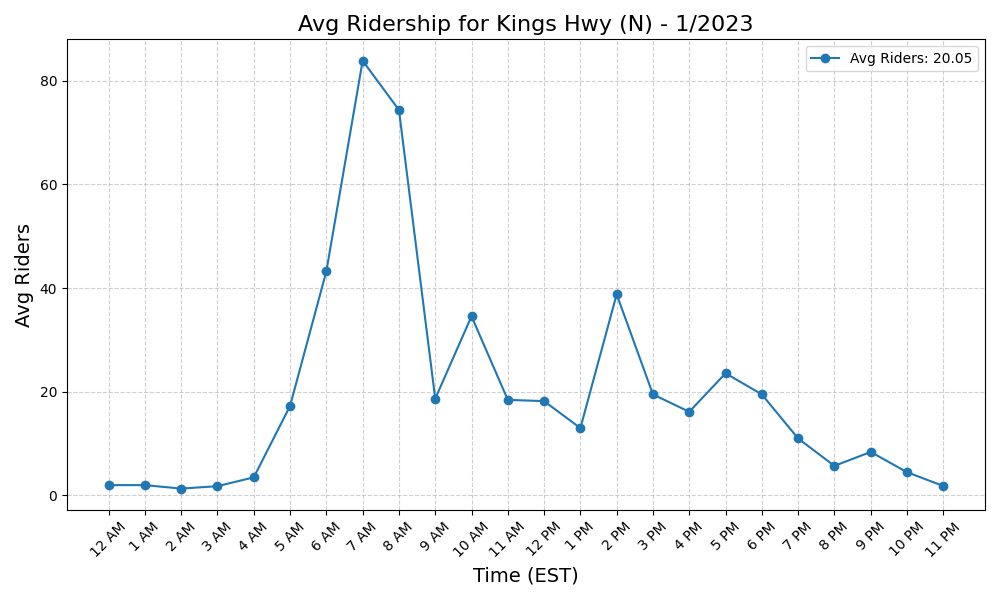 Avg Ridership for Kings Hwy (N) - 1/2023
Avg Riders: 20.05
Avg Riders
80
60
40
20
0
12 AM
1 AM
2 AM
3 AM
4 AM
5 AM
6 AM
7 AM
8 AM
9 AM
10 AM
11 AM
12 PM
1 PM
2 PM
3 PM
4 PM
5 PM
6 PM
7 PM
8 PM
9 PM
10 PM
11 PM
Time (EST)